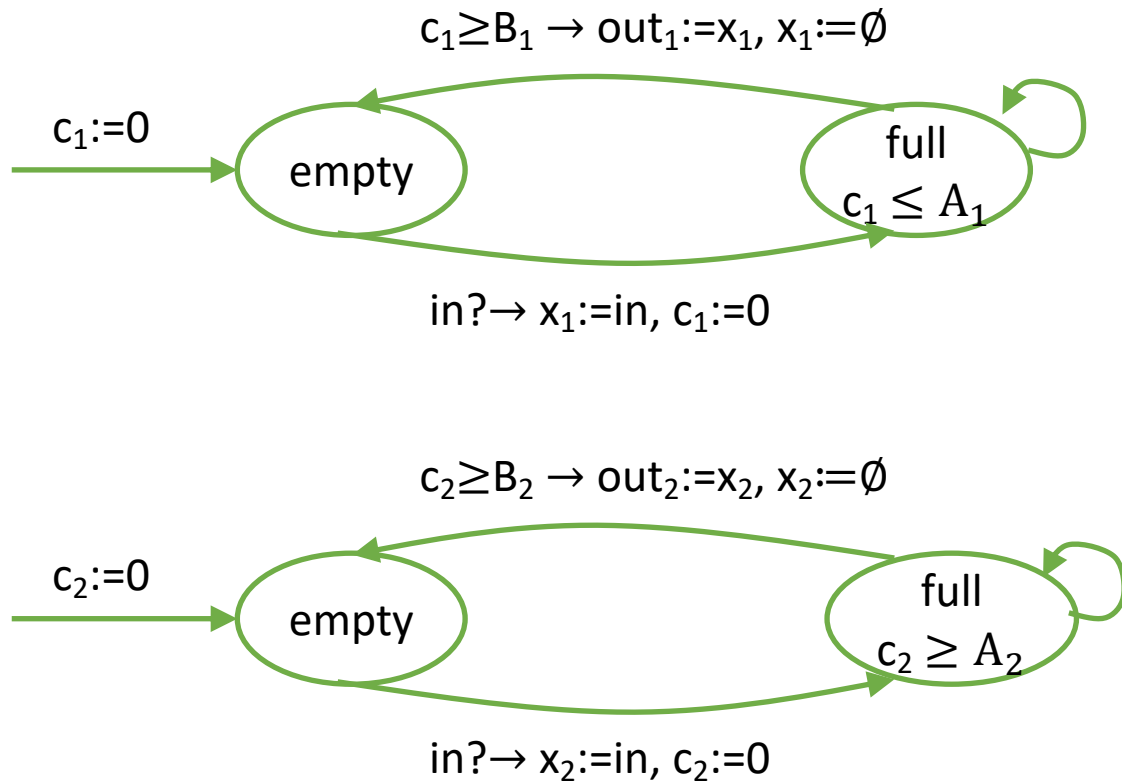 c₁≥B₁ → out₁:=x₁, x₁≔∅
c₁:=0
empty
full
c₁ ≤ A₁
in?→ x₁:=in, c₁:=0
c₂≥B₂ → out₂:=x₂, x₂≔∅
c₂:=0
empty
full
c₂ ≥ A₂
in?→ x₂:=in, c₂:=0